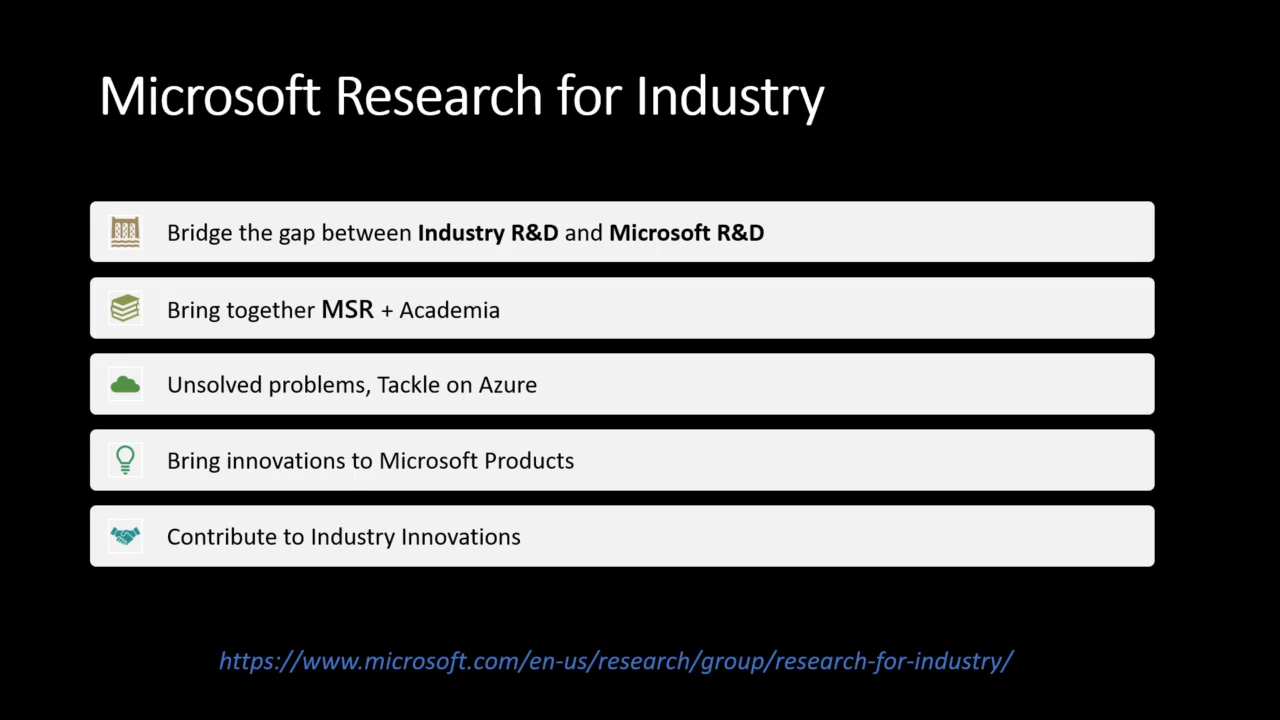 Microsoft Research for Industry
Bridge the gap between Industry R&D and Microsoft R&D
Bring together MSR + Academia
Unsolved problems, Tackle on Azure
Bring innovations to Microsoft Products
Contribute to Industry Innovations
https://www.microsoft.com/en-us/research/group/research-for-industry/